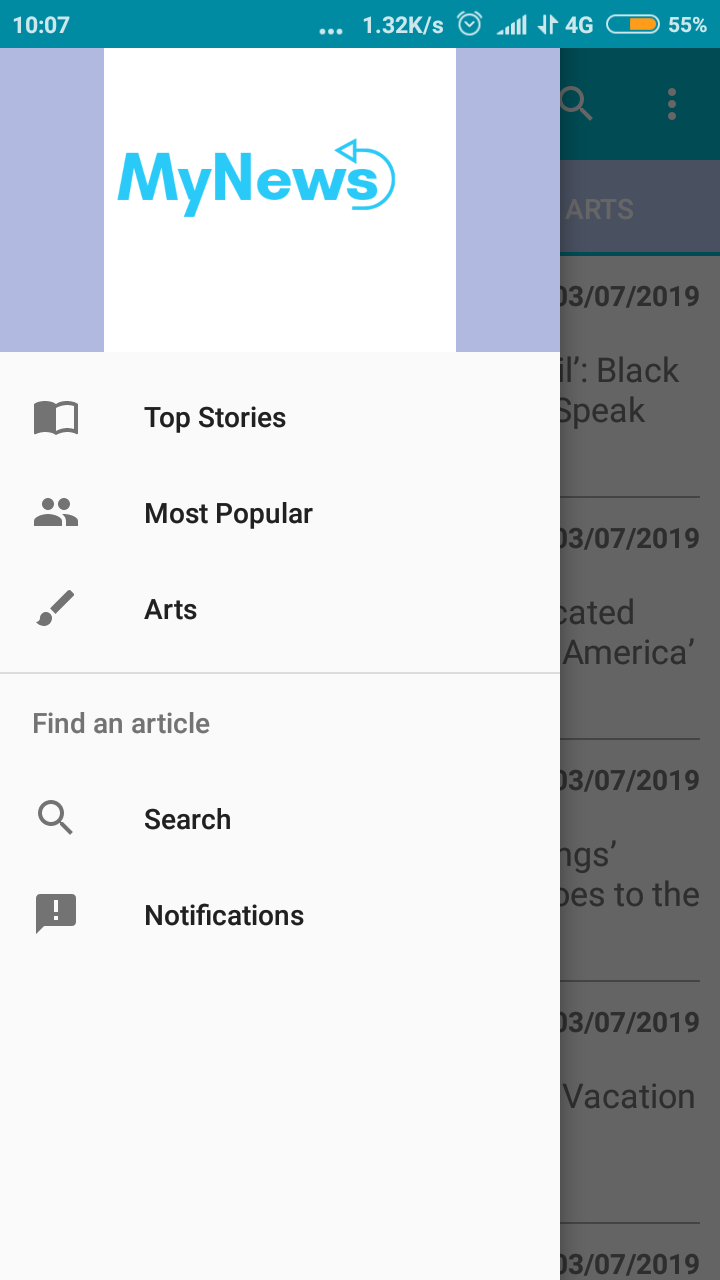 10:07 ... 1.32K/s 4G 55%
MyNews
ARTS
03/07/2019
il’: Black
Speak
03/07/2019
cated
America’
03/07/2019
ngs’
oes to the
03/07/2019
Vacation
03/07/2019
Top Stories
Most Popular
Arts
Find an article
Search
Notifications